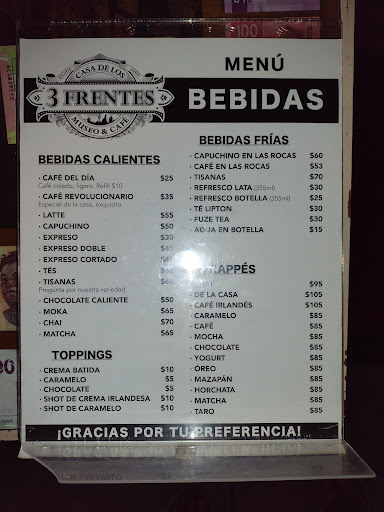 CASA DE LOS
3 FRENTES
MUSEO & CAFÉ
MENÚ
BEBIDAS
BEBIDAS CALIENTES
· CAFÉ DEL DÍA $25
Café colado, ligero. Refill $10
· CAFÉ REVOLUCIONARIO $35
Especial de la casa, exquisito.
· LATTE $55
· CAPUCHINO $50
· EXPRESO $30
· EXPRESO DOBLE
· EXPRESO CORTADO
· TÉS
· TISANAS
Pregunta por nuestra variedad
· CHOCOLATE CALIENTE $50
· MOKA $65
· CHAI $70
· MATCHA $65
TOPPINGS
· CREMA BATIDA $10
· CARAMELO $5
· CHOCOLATE $5
· SHOT DE CREMA IRLANDESA $10
· SHOT DE CARAMELO $10
BEBIDAS FRÍAS
· CAPUCHINO EN LAS ROCAS $60
· CAFÉ EN LAS ROCAS $53
· TISANAS $70
· REFRESCO LATA (355ml) $30
· REFRESCO BOTELLA (355ml) $25
· TÉ LIPTON $30
· FUZE TEA $30
· AGUA EN BOTELLA $15
FRAPPÉS
$95
· DE LA CASA $105
· CAFÉ IRLANDÉS $105
· CARAMELO $85
· CAFÉ $85
· MOCHA $85
· CHOCOLATE $85
· YOGURT $85
· ÓREO $85
· MAZAPÁN $85
· HORCHATA $85
· MATCHA $85
· TARO $85
¡GRACIAS POR TU PREFERENCIA!
100